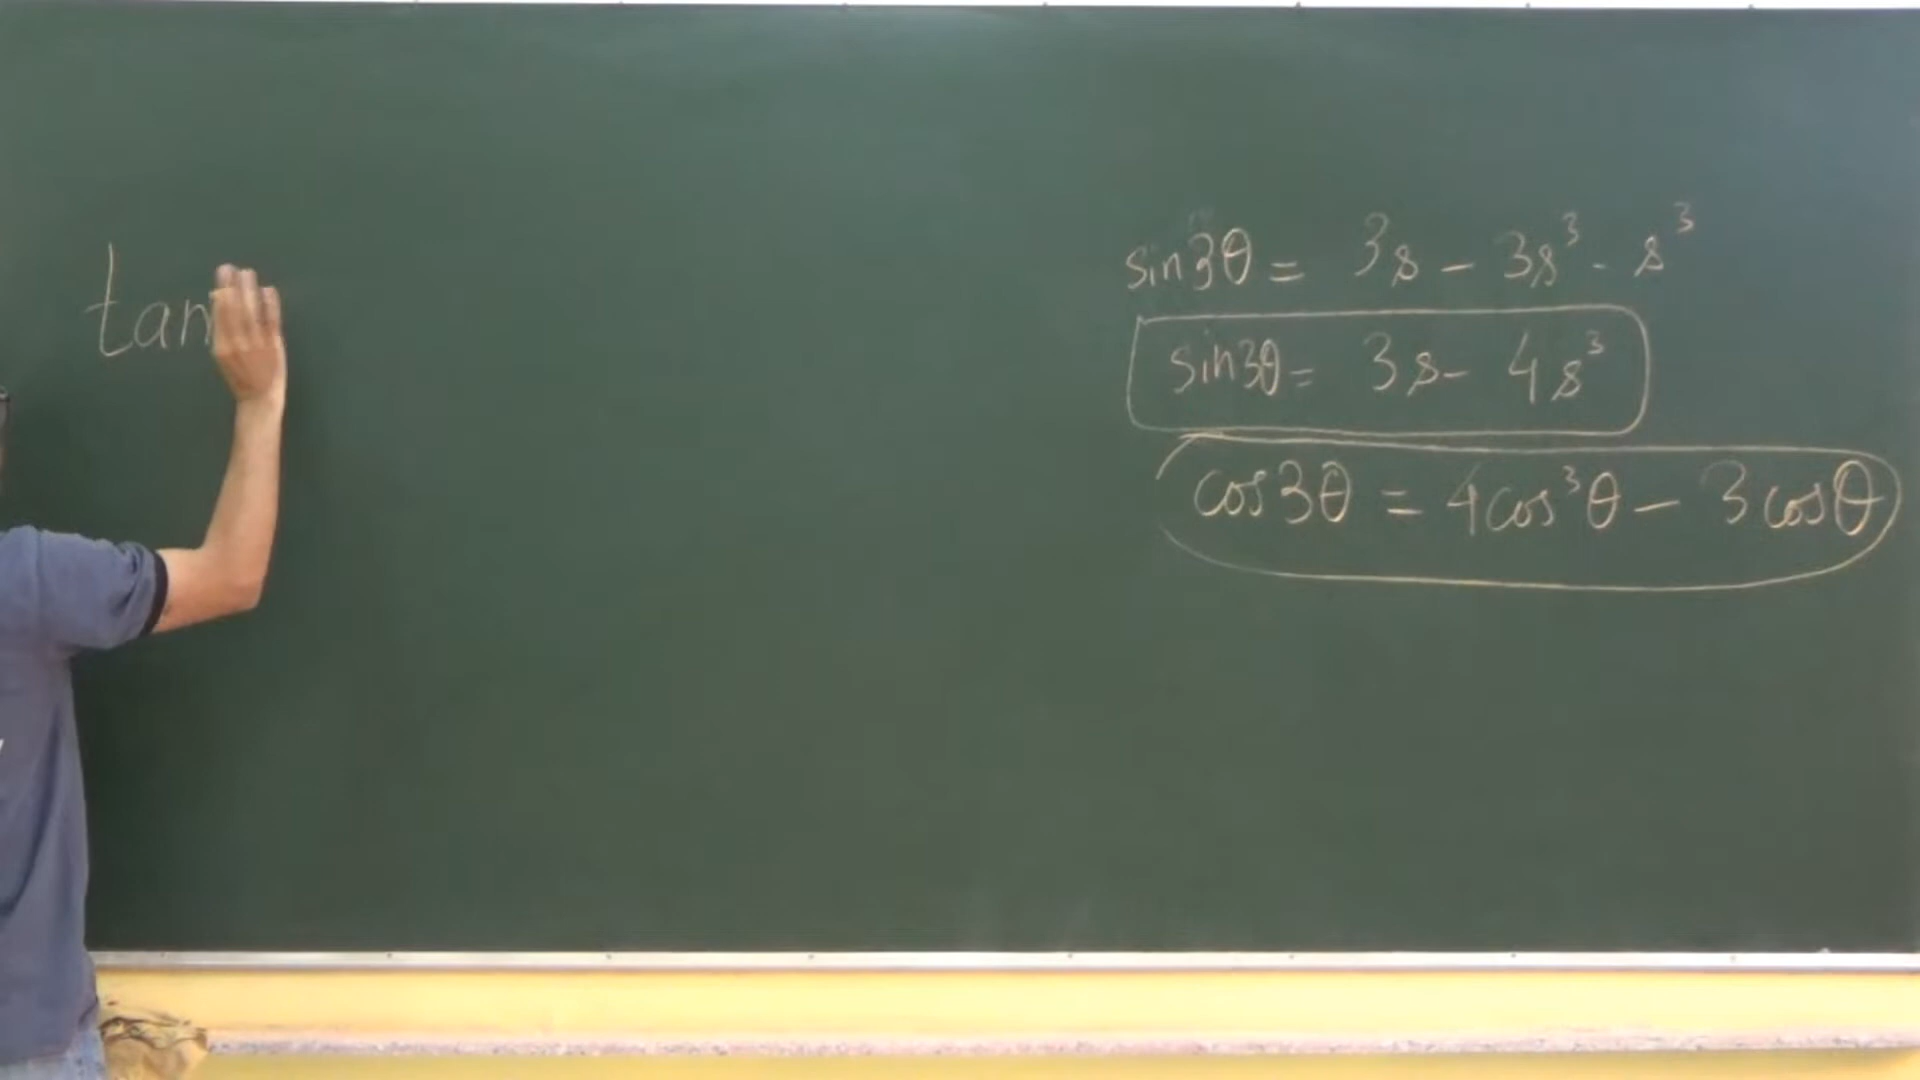 tan
sin3θ = 3s - 3s³ - s³
sin3θ = 3s - 4s³
cos3θ = 4cos³θ - 3cosθ